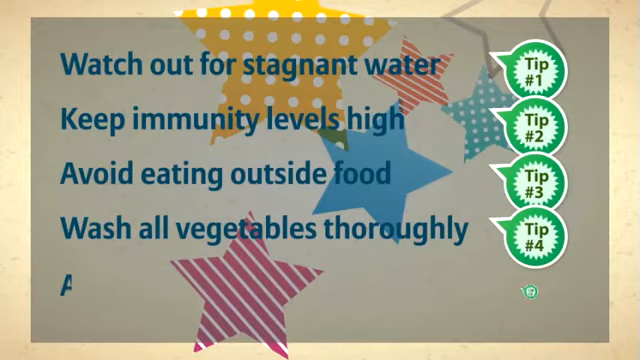 Watch out for stagnant water
Tip
#1
Keep immunity levels high
Tip
#2
Avoid eating outside food
Tip
#3
Wash all vegetables thoroughly
Tip
#4
A